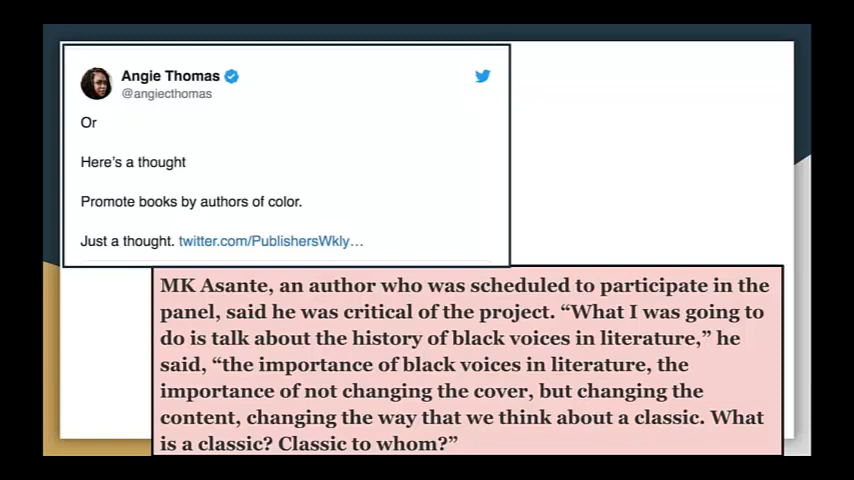 Angie Thomas
@angiecthomas
Or
Here’s a thought
Promote books by authors of color.
Just a thought. twitter.com/PublishersWkly…
MK Asante, an author who was scheduled to participate in the
panel, said he was critical of the project. “What I was going to
do is talk about the history of black voices in literature,” he
said, “the importance of black voices in literature, the
importance of not changing the cover, but changing the
content, changing the way that we think about a classic. What
is a classic? Classic to whom?”